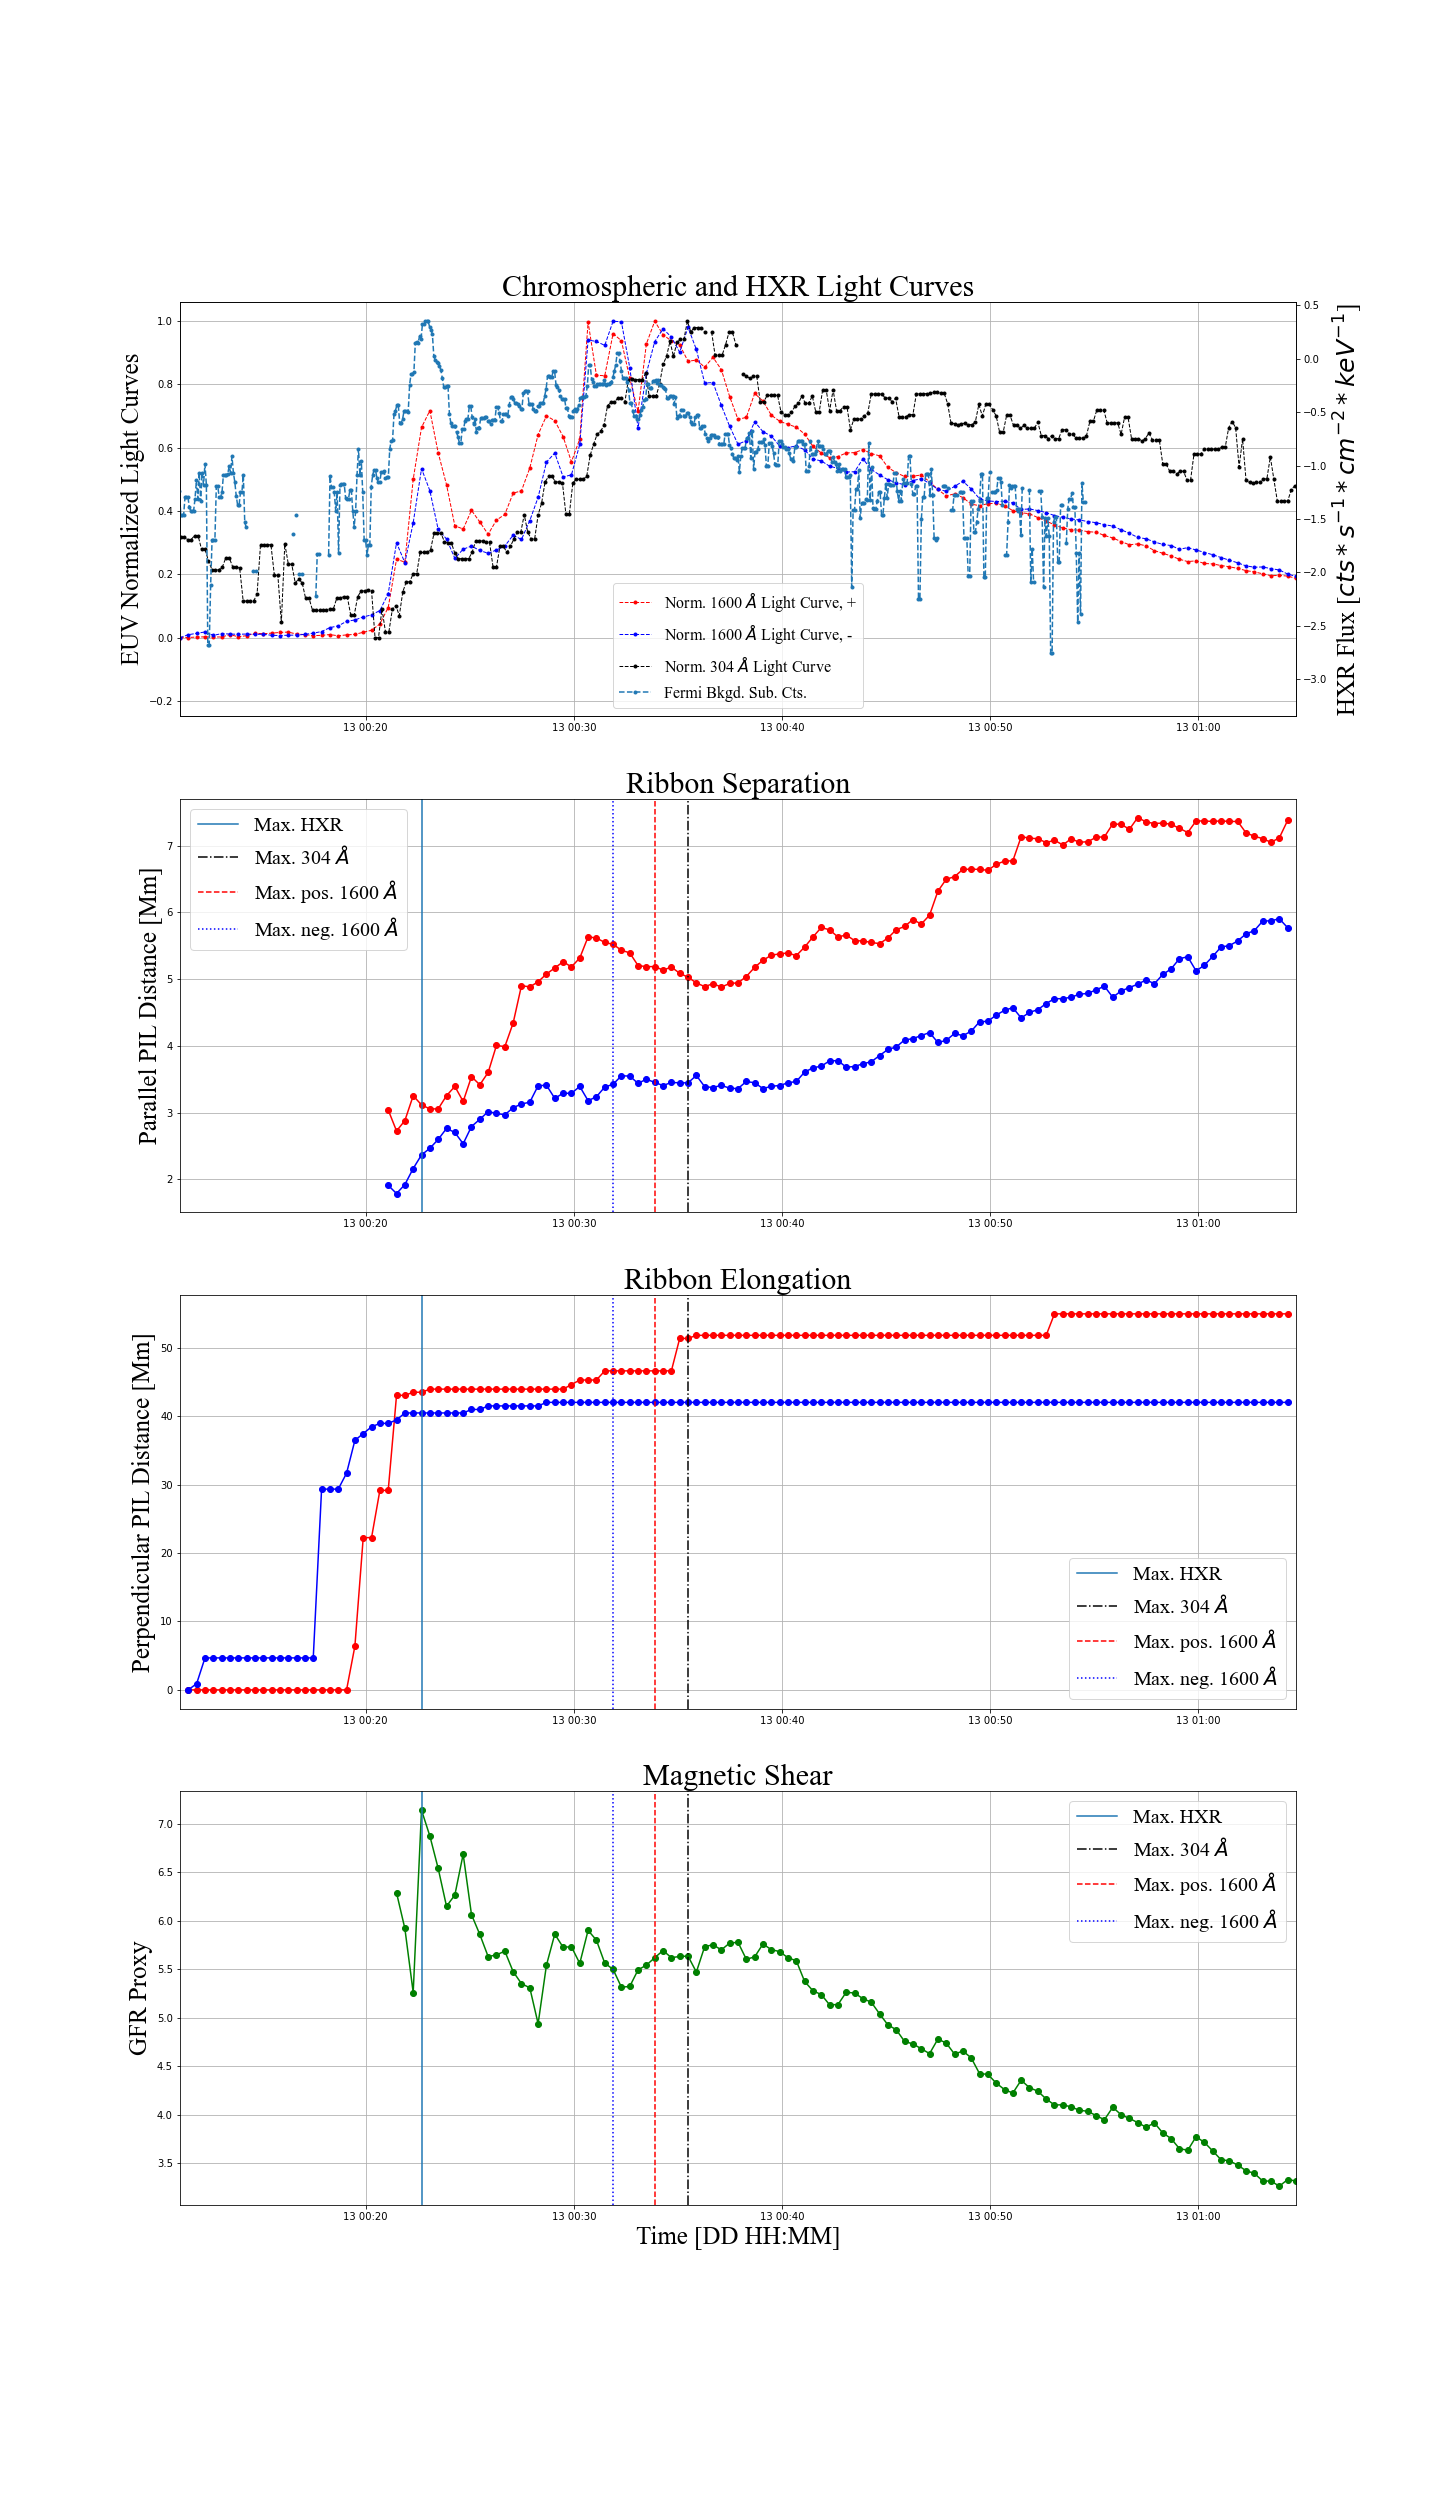 Chromospheric and HXR Light Curves
EUV Normalized Light Curves
1.0
0.8
0.6
0.4
0.2
0.0
−0.2
0.5
0.0
−0.5
−1.0
−1.5
−2.0
−2.5
−3.0
HXR Flux [cts * s⁻¹ * cm⁻² * keV⁻¹]
Norm. 1600 Å Light Curve, +
Norm. 1600 Å Light Curve, -
Norm. 304 Å Light Curve
Fermi Bkgd. Sub. Cts.
13 00:20 13 00:30 13 00:40 13 00:50 13 01:00
Ribbon Separation
Parallel PIL Distance [Mm]
7
6
5
4
3
2
Max. HXR
Max. 304 Å
Max. pos. 1600 Å
Max. neg. 1600 Å
13 00:20 13 00:30 13 00:40 13 00:50 13 01:00
Ribbon Elongation
Perpendicular PIL Distance [Mm]
50
40
30
20
10
0
Max. HXR
Max. 304 Å
Max. pos. 1600 Å
Max. neg. 1600 Å
13 00:20 13 00:30 13 00:40 13 00:50 13 01:00
Magnetic Shear
GFR Proxy
7.0
6.5
6.0
5.5
5.0
4.5
4.0
3.5
Max. HXR
Max. 304 Å
Max. pos. 1600 Å
Max. neg. 1600 Å
13 00:20 13 00:30 13 00:40 13 00:50 13 01:00
Time [DD HH:MM]